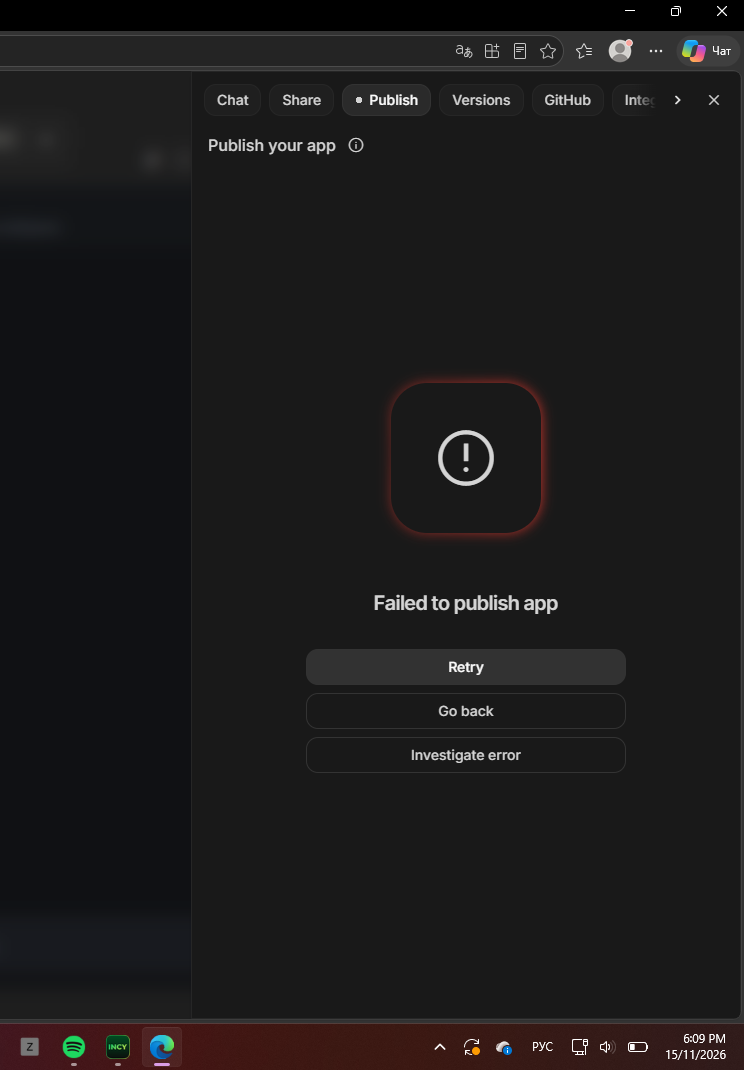 Чат
Chat Share Publish Versions GitHub Integ
Publish your app
Failed to publish app
Retry
Go back
Investigate error
Z INCY РУС 6:09 PM
15/11/2026